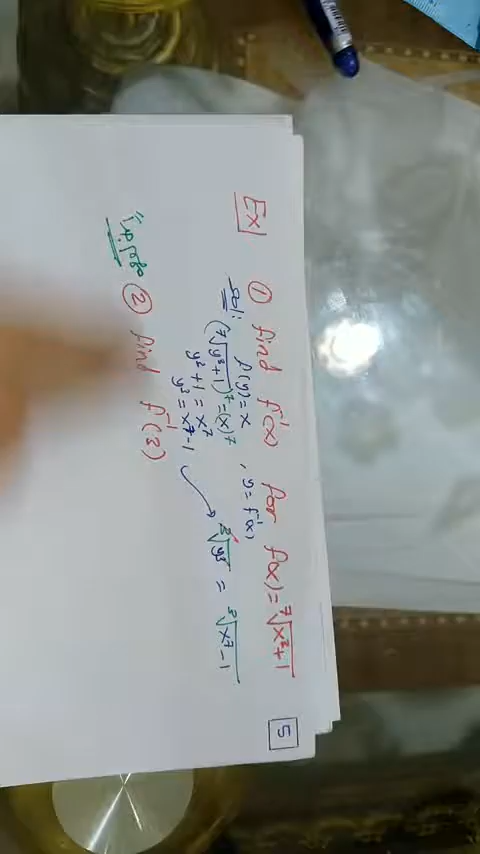 Ex ① find f⁻¹(x) for f(x) = ⁷√(x³+1) 5
Sol: f(y) = x , y = f⁻¹(x)
(⁷√(y³+1))⁷ = (x)⁷
y³ + 1 = x⁷
y³ = x⁷ - 1 → ³√y³ = ³√(x⁷-1)
② find f⁻¹(3)